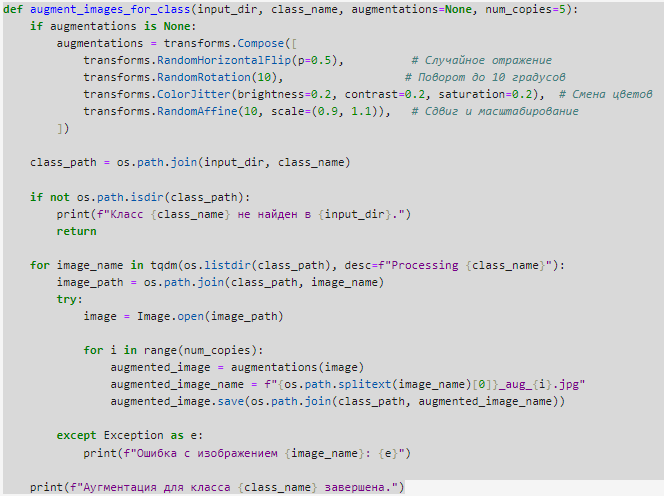 def augment_images_for_class(input_dir, class_name, augmentations=None, num_copies=5):
    if augmentations is None:
        augmentations = transforms.Compose([
            transforms.RandomHorizontalFlip(p=0.5),          # Случайное отражение
            transforms.RandomRotation(10),                  # Поворот до 10 градусов
            transforms.ColorJitter(brightness=0.2, contrast=0.2, saturation=0.2),  # Смена цветов
            transforms.RandomAffine(10, scale=(0.9, 1.1)),   # Сдвиг и масштабирование
        ])
    class_path = os.path.join(input_dir, class_name)
    if not os.path.isdir(class_path):
        print(f"Класс {class_name} не найден в {input_dir}.")
        return
    for image_name in tqdm(os.listdir(class_path), desc=f"Processing {class_name}"):
        image_path = os.path.join(class_path, image_name)
        try:
            image = Image.open(image_path)
            for i in range(num_copies):
                augmented_image = augmentations(image)
                augmented_image_name = f"{os.path.splitext(image_name)[0]}_aug_{i}.jpg"
                augmented_image.save(os.path.join(class_path, augmented_image_name))
        except Exception as e:
            print(f"Ошибка с изображением {image_name}: {e}")
    print(f"Аугментация для класса {class_name} завершена.")